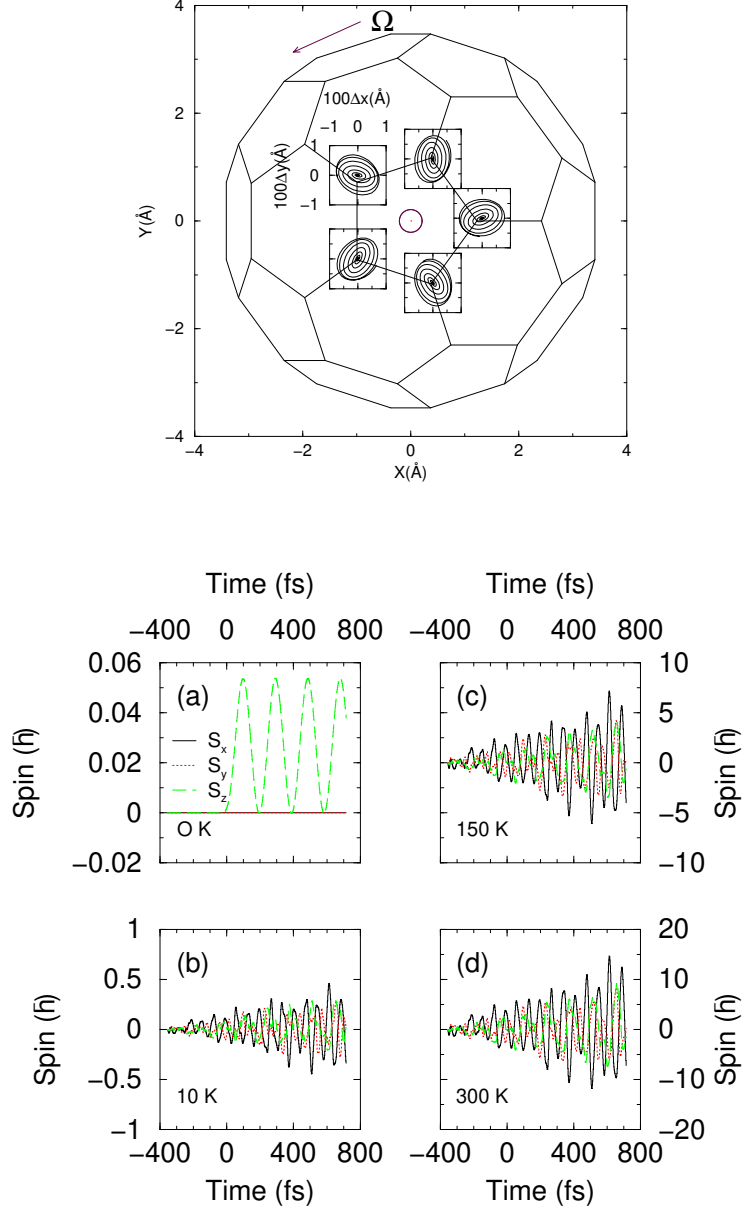 Ω
4
100Δx(Å)
−1 0 1
1
0
−1
100Δy(Å)
2
0
−2
−4
Y(Å)
−4 −2 0 2 4
X(Å)
Time (fs) Time (fs)
−400 0 400 800 −400 0 400 800
0.06
0.04
0.02
0
−0.02
Spin (ħ)
(a)
Sx
Sy
Sz
O K
(c)
150 K
10
5
0
−5
−10
Spin (ħ)
1
0.5
0
−0.5
−1
Spin (ħ)
(b)
10 K
(d)
300 K
20
10
0
−10
−20
Spin (ħ)
−400 0 400 800 −400 0 400 800
Time (fs) Time (fs)